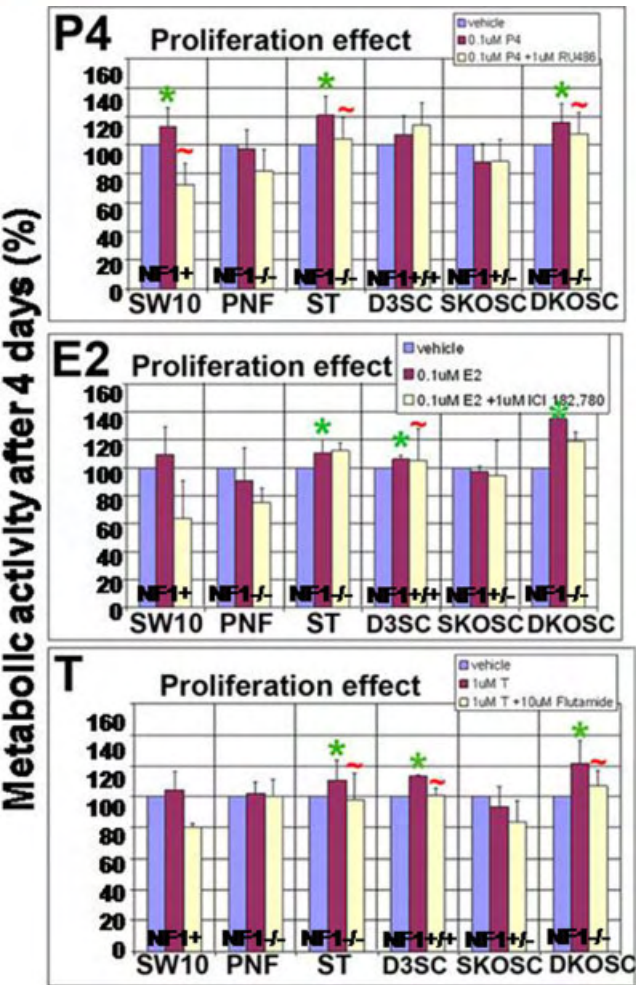 Metabolic activity after 4 days (%)
P4 Proliferation effect
vehicle
0.1uM P4
0.1uM P4 +1uM RU486
160
140
120
100
80
60
40
20
0
* ~ * ~ * ~
NF1+ NF1-/- NF1-/- NF1+/+ NF1+/- NF1-/-
SW10 PNF ST D3SC SKOSC DKOSC
E2 Proliferation effect
vehicle
0.1uM E2
0.1uM E2 +1uM ICI 182,780
160
140
120
100
80
60
40
20
0
* * ~ *
NF1+ NF1-/- NF1-/- NF1+/+ NF1+/- NF1-/-
SW10 PNF ST D3SC SKOSC DKOSC
T Proliferation effect
vehicle
1uM T
1uM T +10uM Flutamide
160
140
120
100
80
60
40
20
0
* ~ * ~ * ~
NF1+ NF1-/- NF1-/- NF1+/+ NF1+/- NF1-/-
SW10 PNF ST D3SC SKOSC DKOSC